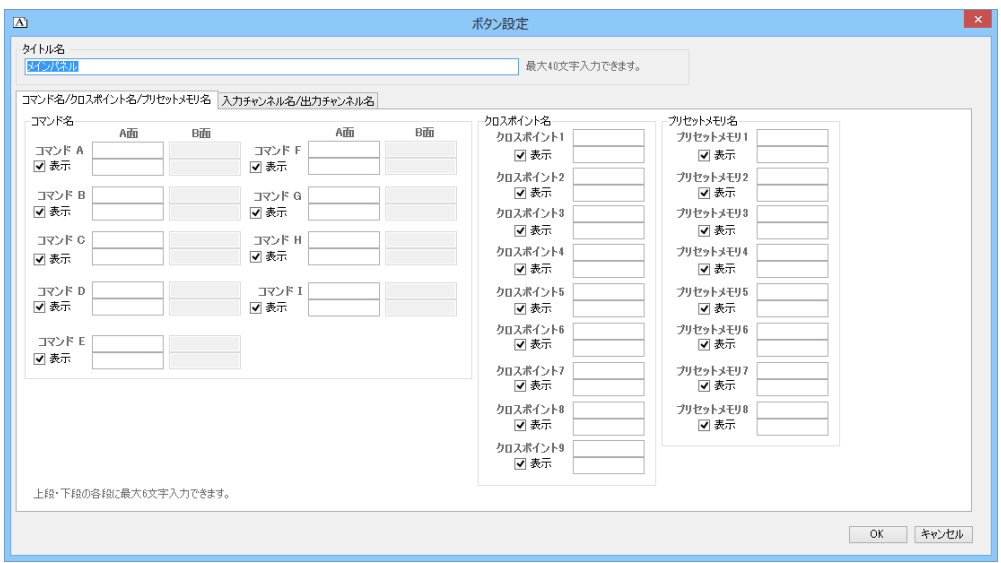 ボタン設定
タイトル名
メインパネル
最大40文字入力できます。
コマンド名/クロスポイント名/プリセットメモリ名
入力チャンネル名/出力チャンネル名
コマンド名
A面 B面 A面 B面
コマンド A
表示
コマンド B
表示
コマンド C
表示
コマンド D
表示
コマンド E
表示
コマンド F
表示
コマンド G
表示
コマンド H
表示
コマンド I
表示
クロスポイント名
クロスポイント1
表示
クロスポイント2
表示
クロスポイント3
表示
クロスポイント4
表示
クロスポイント5
表示
クロスポイント6
表示
クロスポイント7
表示
クロスポイント8
表示
クロスポイント9
表示
プリセットメモリ名
プリセットメモリ1
表示
プリセットメモリ2
表示
プリセットメモリ3
表示
プリセットメモリ4
表示
プリセットメモリ5
表示
プリセットメモリ6
表示
プリセットメモリ7
表示
プリセットメモリ8
表示
上段・下段の各段に最大6文字入力できます。
OK
キャンセル